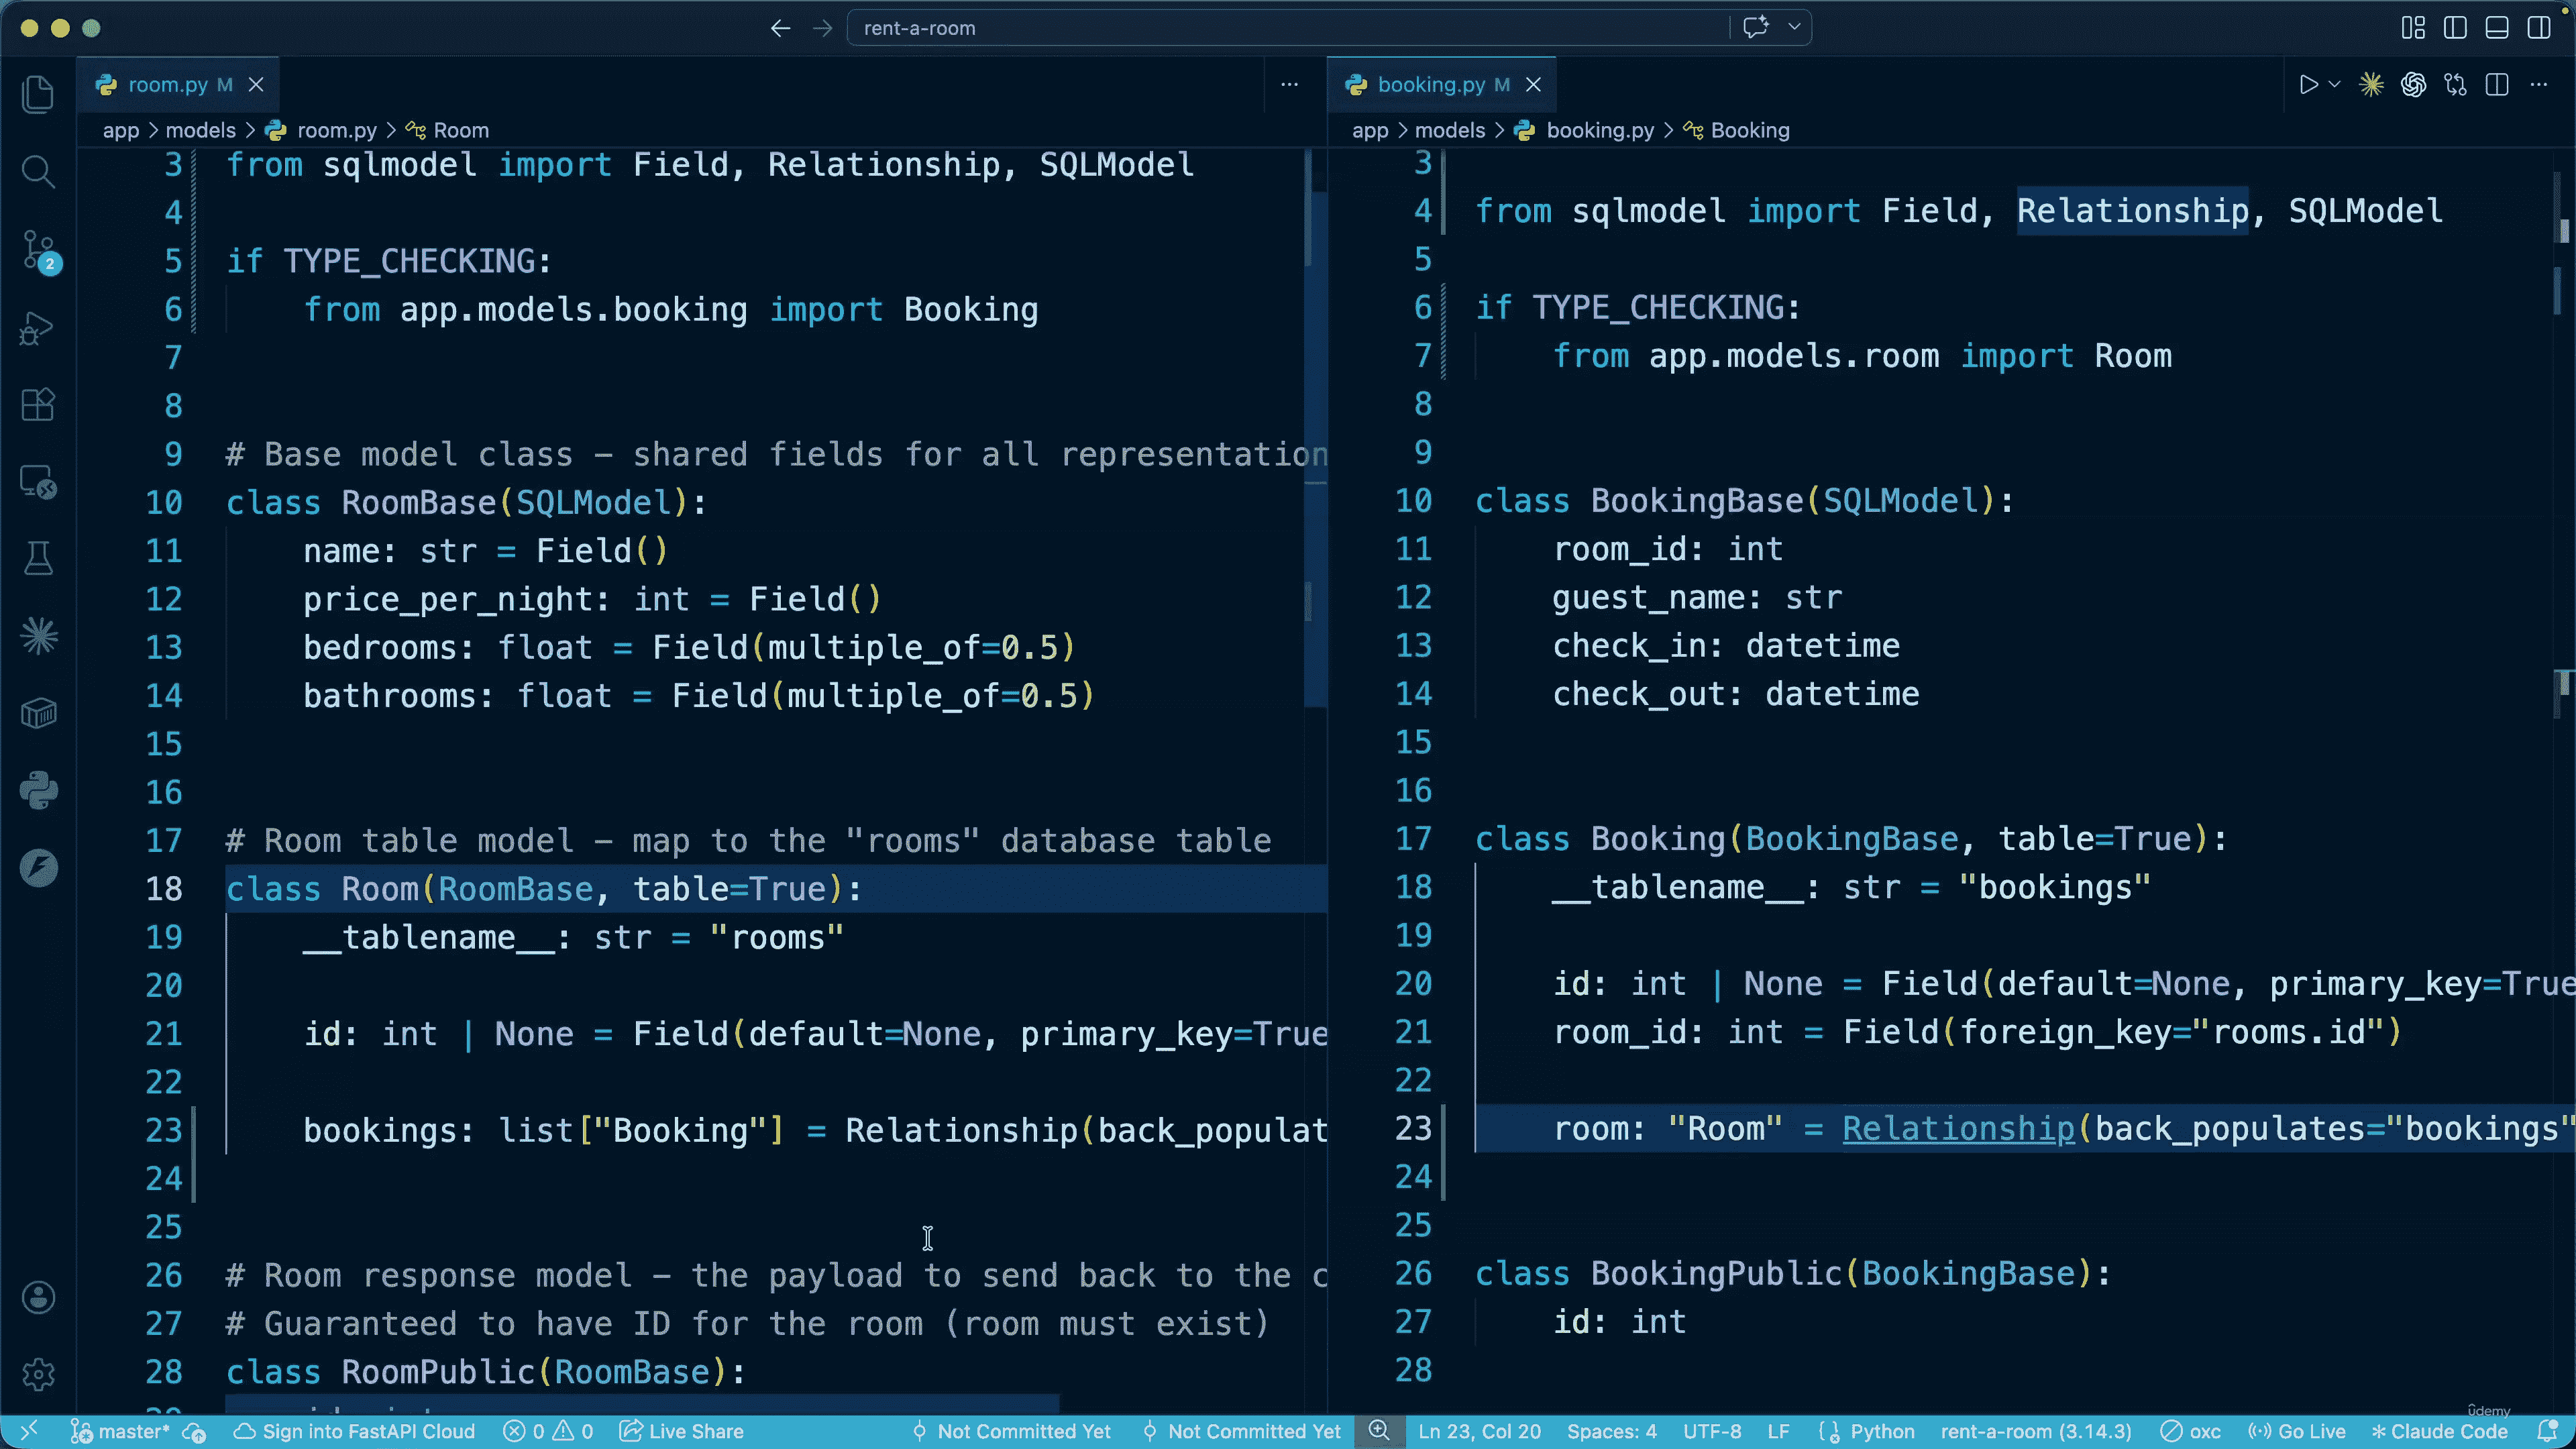 rent-a-room
room.py M
app > models > room.py > Room
3 from sqlmodel import Field, Relationship, SQLModel
4
5 if TYPE_CHECKING:
6 from app.models.booking import Booking
7
8
9 # Base model class – shared fields for all representation
10 class RoomBase(SQLModel):
11 name: str = Field()
12 price_per_night: int = Field()
13 bedrooms: float = Field(multiple_of=0.5)
14 bathrooms: float = Field(multiple_of=0.5)
15
16
17 # Room table model – map to the "rooms" database table
18 class Room(RoomBase, table=True):
19 __tablename__: str = "rooms"
20
21 id: int | None = Field(default=None, primary_key=True
22
23 bookings: list["Booking"] = Relationship(back_populat
24
25
26 # Room response model – the payload to send back to the c
27 # Guaranteed to have ID for the room (room must exist)
28 class RoomPublic(RoomBase):
booking.py M
app > models > booking.py > Booking
3
4 from sqlmodel import Field, Relationship, SQLModel
5
6 if TYPE_CHECKING:
7 from app.models.room import Room
8
9
10 class BookingBase(SQLModel):
11 room_id: int
12 guest_name: str
13 check_in: datetime
14 check_out: datetime
15
16
17 class Booking(BookingBase, table=True):
18 __tablename__: str = "bookings"
19
20 id: int | None = Field(default=None, primary_key=True
21 room_id: int = Field(foreign_key="rooms.id")
22
23 room: "Room" = Relationship(back_populates="bookings"
24
25
26 class BookingPublic(BookingBase):
27 id: int
28
2
udemy
master* Sign into FastAPI Cloud 0 0 Live Share Not Committed Yet Not Committed Yet Ln 23, Col 20 Spaces: 4 UTF-8 LF Python rent-a-room (3.14.3) oxc Go Live Claude Code